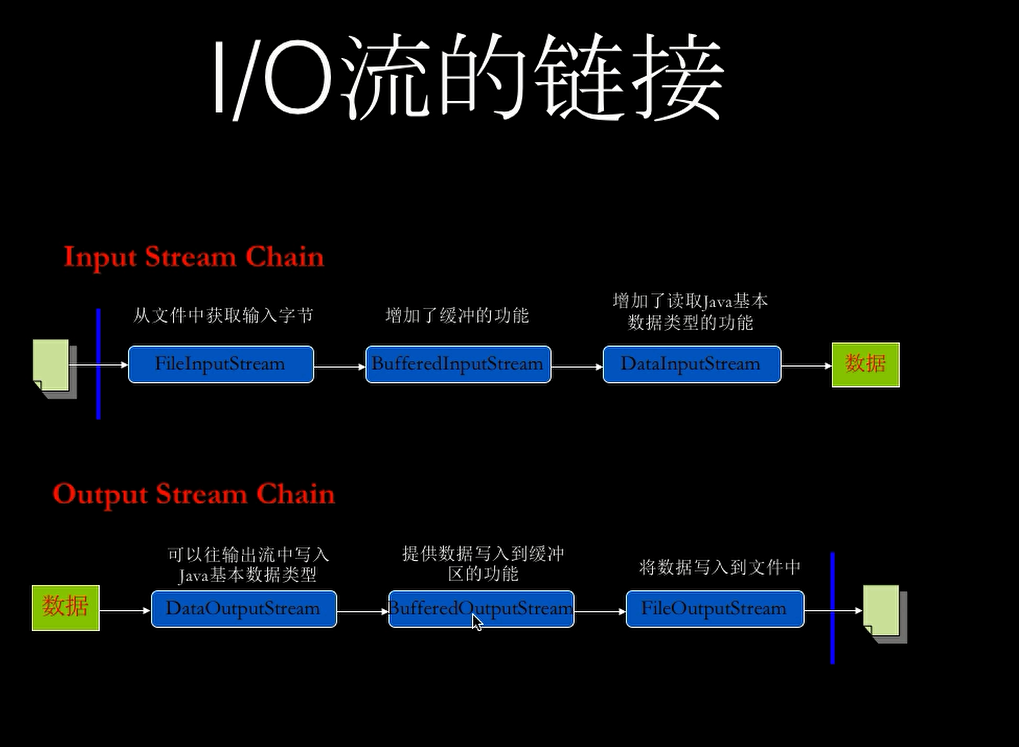 I/O流的链接
Input Stream Chain
从文件中获取输入字节
增加了缓冲的功能
增加了读取Java基本
数据类型的功能
FileInputStream
BufferedInputStream
DataInputStream
数据
Output Stream Chain
可以往输出流中写入
Java基本数据类型
提供数据写入到缓冲
区的功能
将数据写入到文件中
数据
DataOutputStream
BufferedOutputStream
FileOutputStream